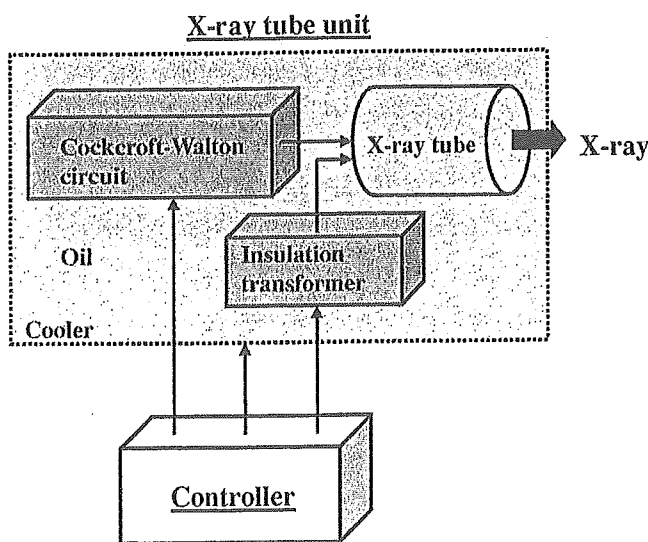 X-ray tube unit
Cockcroft-Walton
circuit
X-ray tube
X-ray
Insulation
transformer
Oil
Cooler
Controller